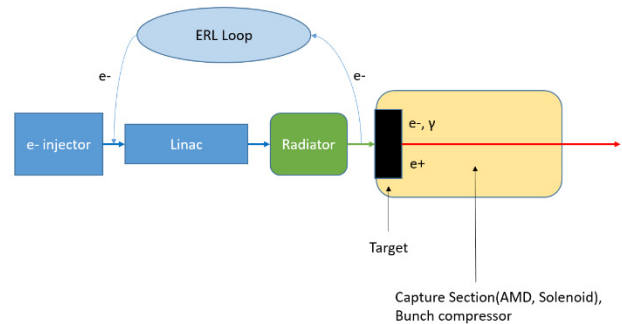 ERL Loop
e-
e-
e- injector
Linac
Radiator
e-, γ
e+
Target
Capture Section(AMD, Solenoid),
Bunch compressor